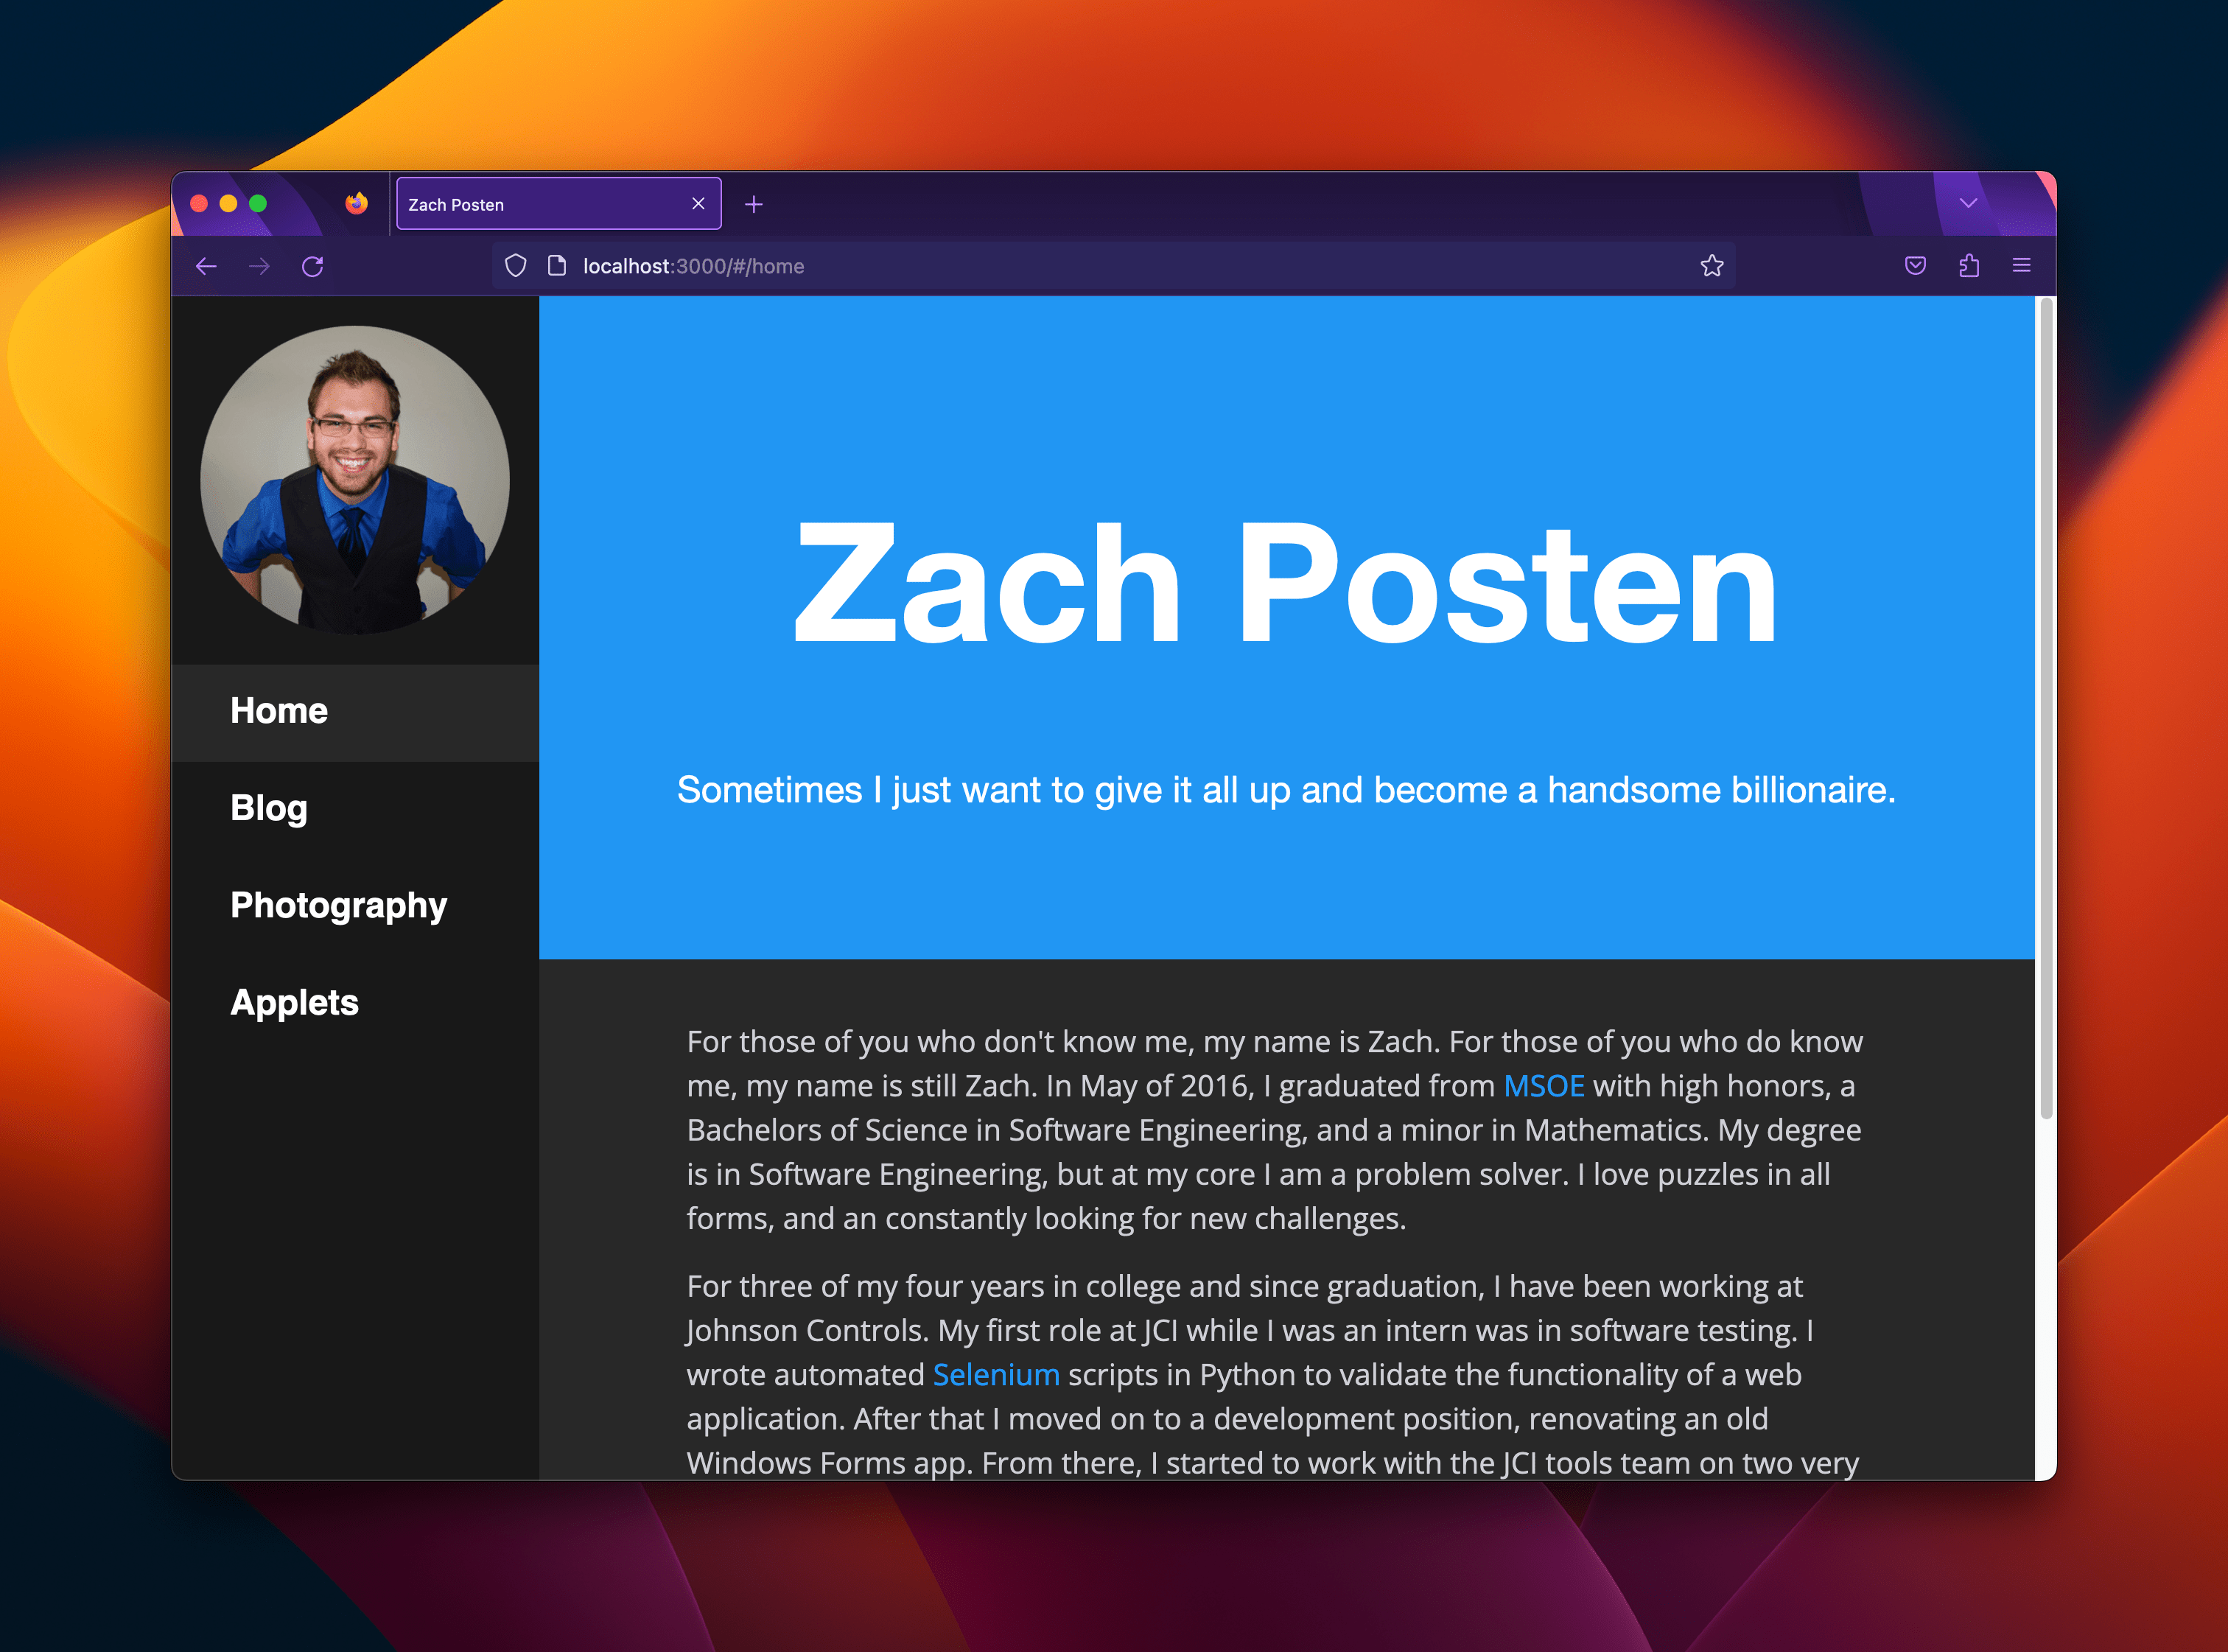 Zach Posten
localhost:3000/#/home
Home
Blog
Photography
Applets
Zach Posten
Sometimes I just want to give it all up and become a handsome billionaire.
For those of you who don't know me, my name is Zach. For those of you who do know
me, my name is still Zach. In May of 2016, I graduated from MSOE with high honors, a
Bachelors of Science in Software Engineering, and a minor in Mathematics. My degree
is in Software Engineering, but at my core I am a problem solver. I love puzzles in all
forms, and an constantly looking for new challenges.
For three of my four years in college and since graduation, I have been working at
Johnson Controls. My first role at JCI while I was an intern was in software testing. I
wrote automated Selenium scripts in Python to validate the functionality of a web
application. After that I moved on to a development position, renovating an old
Windows Forms app. From there, I started to work with the JCI tools team on two very